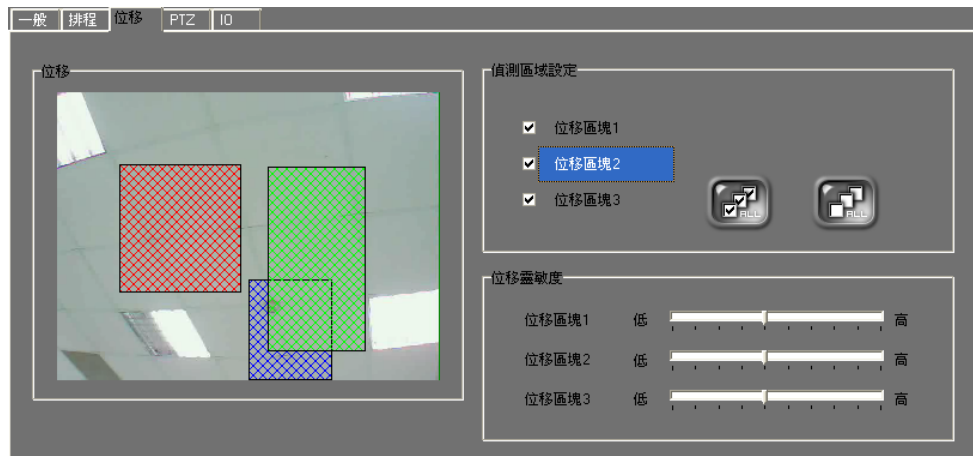 一般 排程 位移 PTZ IO
位移
偵測區域設定
位移區塊1
位移區塊2
位移區塊3
ALL ALL
位移靈敏度
位移區塊1 低 高
位移區塊2 低 高
位移區塊3 低 高